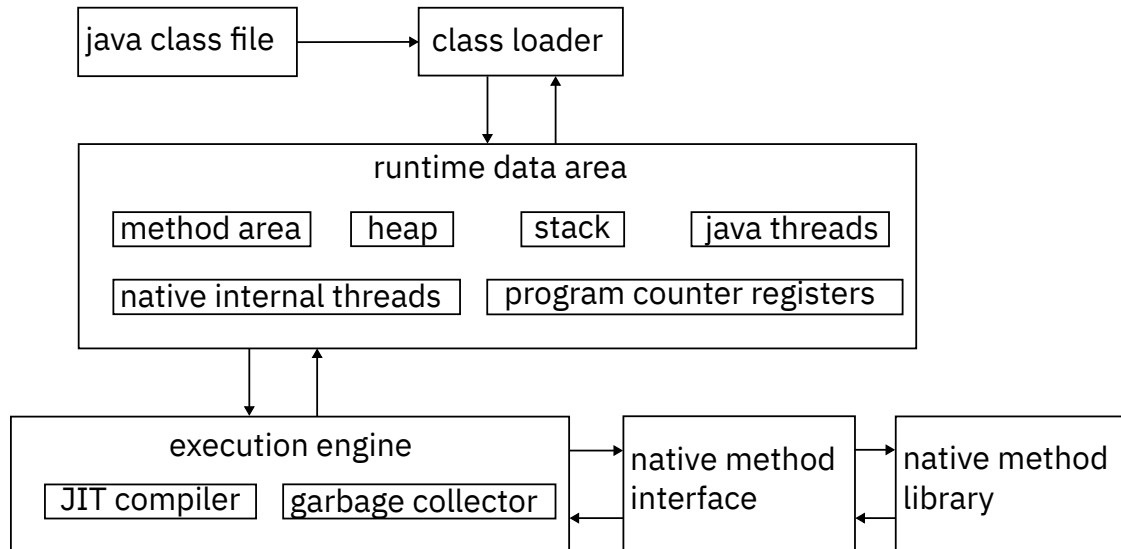 java class file
class loader
runtime data area
method area
heap
stack
java threads
native internal threads
program counter registers
execution engine
JIT compiler
garbage collector
native method
interface
native method
library